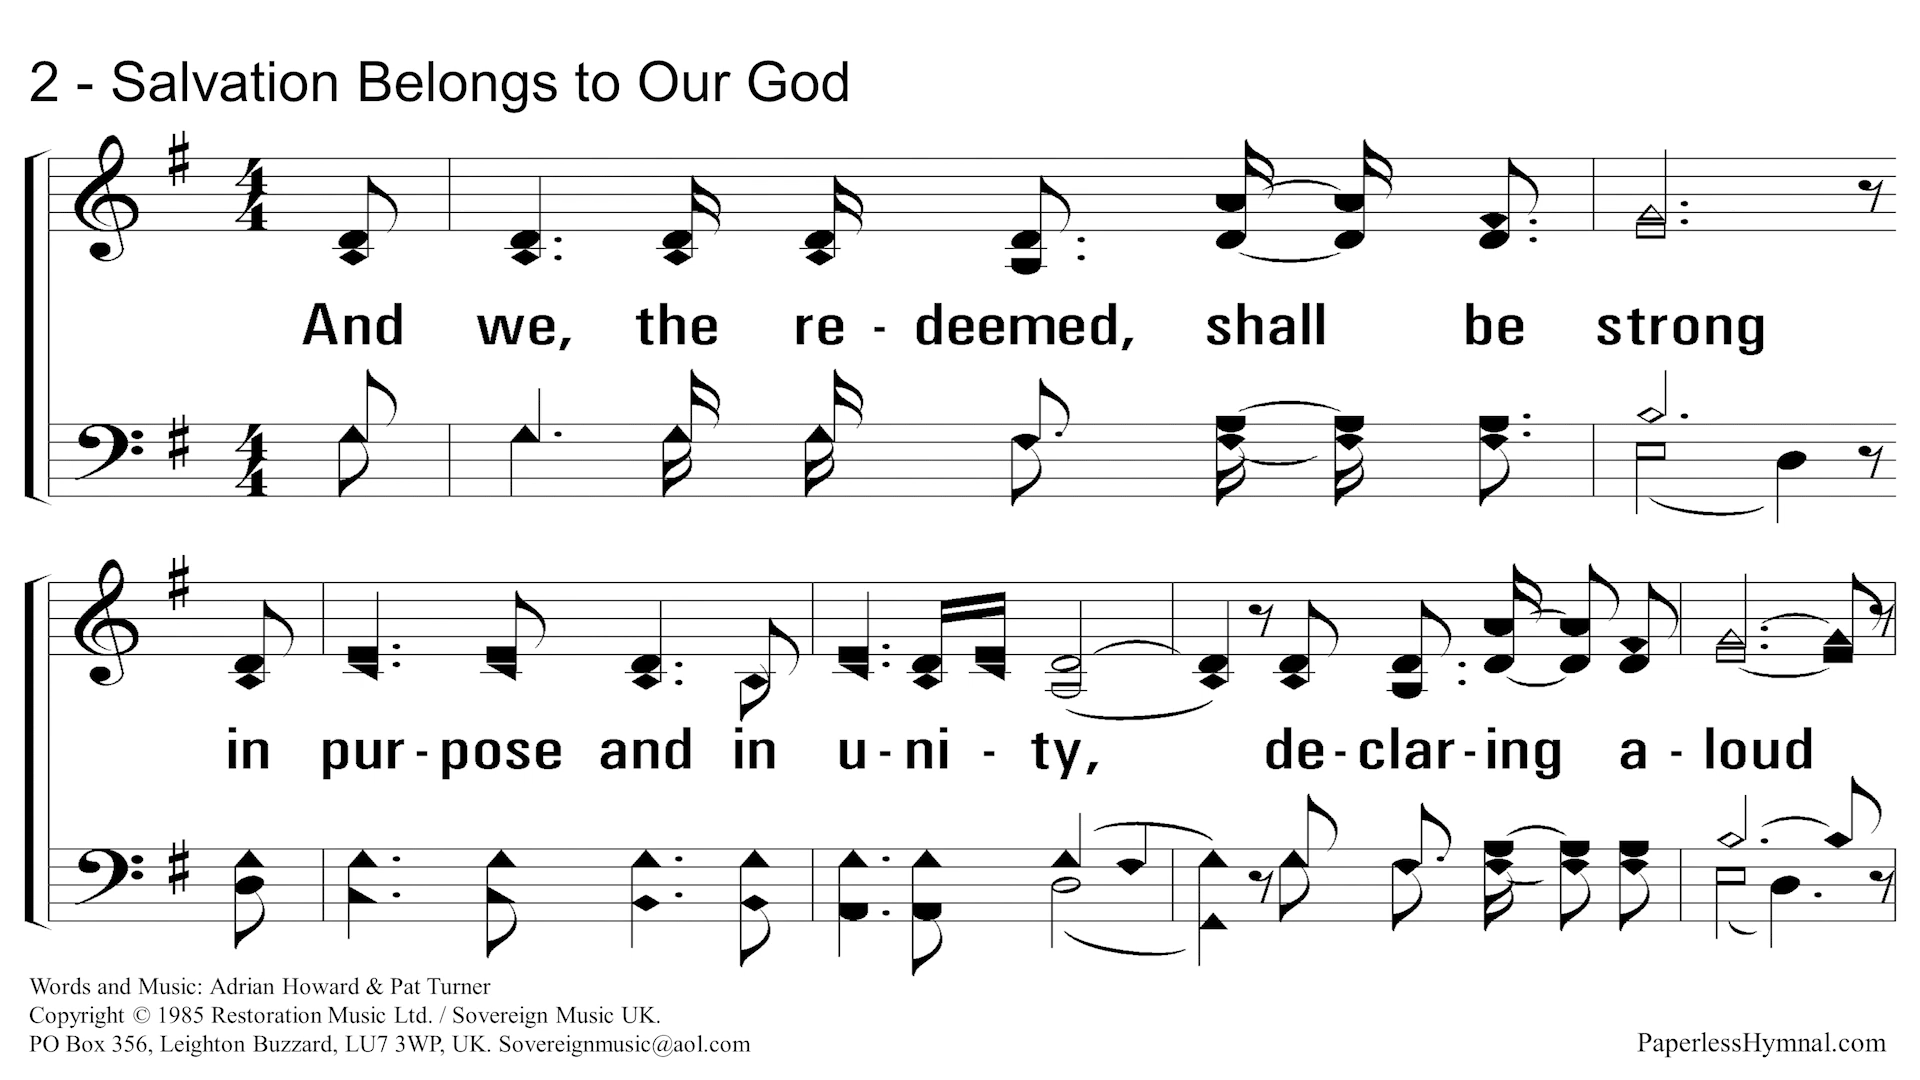 2 - Salvation Belongs to Our God
And we, the re - deemed, shall be strong
in pur - pose and in u - ni - ty, de - clar - ing a - loud
Words and Music: Adrian Howard & Pat Turner
Copyright © 1985 Restoration Music Ltd. / Sovereign Music UK.
PO Box 356, Leighton Buzzard, LU7 3WP, UK. Sovereignmusic@aol.com
PaperlessHymnal.com